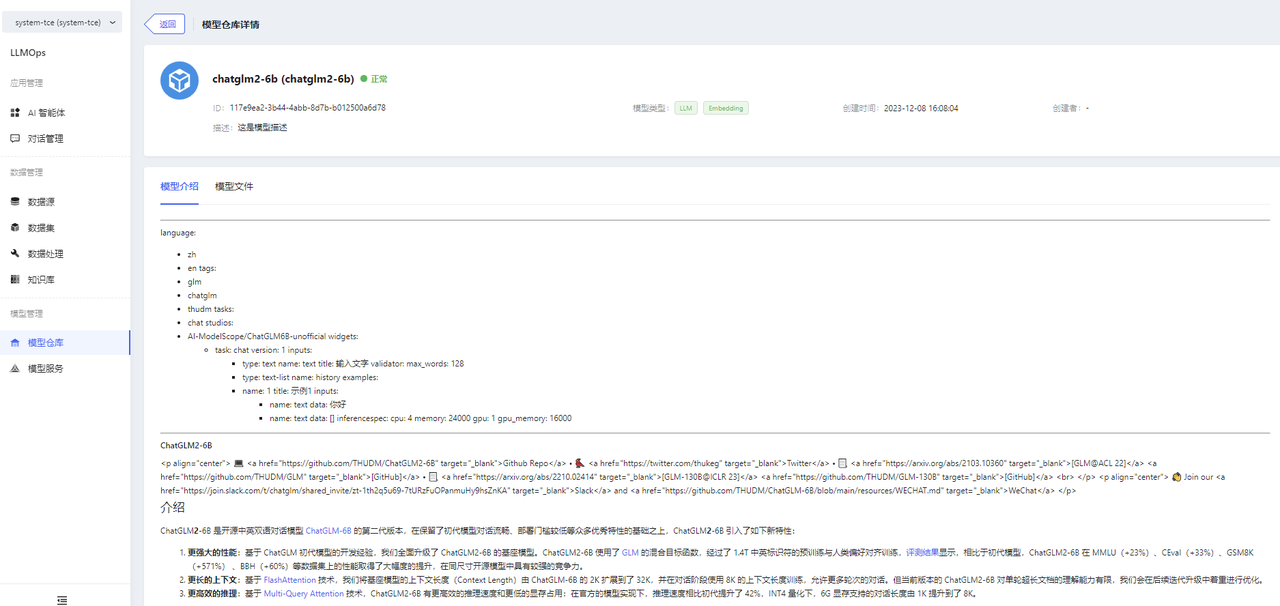 system-tce (system-tce)
返回
模型仓库详情
LLMOps
应用管理
AI 智能体
对话管理
数据管理
数据源
数据集
数据处理
知识库
模型管理
模型仓库
模型服务
chatglm2-6b (chatglm2-6b) 正常
ID: 117e9ea2-3b44-4abb-8d7b-b012500a6d78 模型类型: LLM Embedding 创建时间: 2023-12-08 16:08:04 创建者: -
描述: 这是模型描述
模型介绍 模型文件
language:
zh
en tags:
glm
chatglm
thudm tasks:
chat studios:
AI-ModelScope/ChatGLM6B-unofficial widgets:
task: chat version: 1 inputs:
type: text name: text title: 输入文字 validator: max_words: 128
type: text-list name: history examples:
name: 1 title: 示例1 inputs:
name: text data: 你好
name: text data: [] inferencespec: cpu: 4 memory: 24000 gpu: 1 gpu_memory: 16000
ChatGLM2-6B
<p align="center"> 💻 <a href="https://github.com/THUDM/ChatGLM2-6B" target="_blank">Github Repo</a> • 🐦 <a href="https://twitter.com/thukeg" target="_blank">Twitter</a> • 📃 <a href="https://arxiv.org/abs/2103.10360" target="_blank">[GLM@ACL 22]</a> <a
href="https://github.com/THUDM/GLM" target="_blank">[GitHub]</a> • 📃 <a href="https://arxiv.org/abs/2210.02414" target="_blank">[GLM-130B@ICLR 23]</a> <a href="https://github.com/THUDM/GLM-130B" target="_blank">[GitHub]</a> <br> </p> <p align="center"> 👋 Join our <a
href="https://join.slack.com/t/chatglm/shared_invite/zt-1th2q5u69-7tURzFuOPanmuHy9hsZnKA" target="_blank">Slack</a> and <a href="https://github.com/THUDM/ChatGLM-6B/blob/main/resources/WECHAT.md" target="_blank">WeChat</a> </p>
介绍
ChatGLM2-6B 是开源中英双语对话模型 ChatGLM-6B 的第二代版本，在保留了初代模型对话流畅、部署门槛较低等众多优秀特性的基础之上，ChatGLM2-6B 引入了如下新特性：
1. 更强大的性能：基于 ChatGLM 初代模型的开发经验，我们全面升级了 ChatGLM2-6B 的基座模型。ChatGLM2-6B 使用了 GLM 的混合目标函数，经过了 1.4T 中英标识符的预训练与人类偏好对齐训练，评测结果显示，相比于初代模型，ChatGLM2-6B 在 MMLU（+23%）、CEval（+33%）、GSM8K
（+571%） 、BBH（+60%）等数据集上的性能取得了大幅度的提升，在同尺寸开源模型中具有较强的竞争力。
2. 更长的上下文：基于 FlashAttention 技术，我们将基座模型的上下文长度（Context Length）由 ChatGLM-6B 的 2K 扩展到了 32K，并在对话阶段使用 8K 的上下文长度训练，允许更多轮次的对话。但当前版本的 ChatGLM2-6B 对单轮超长文档的理解能力有限，我们会在后续迭代升级中着重进行优化。
3. 更高效的推理：基于 Multi-Query Attention 技术，ChatGLM2-6B 有更高效的推理速度和更低的显存占用：在官方的模型实现下，推理速度相比初代提升了 42%，INT4 量化下，6G 显存支持的对话长度由 1K 提升到了 8K。